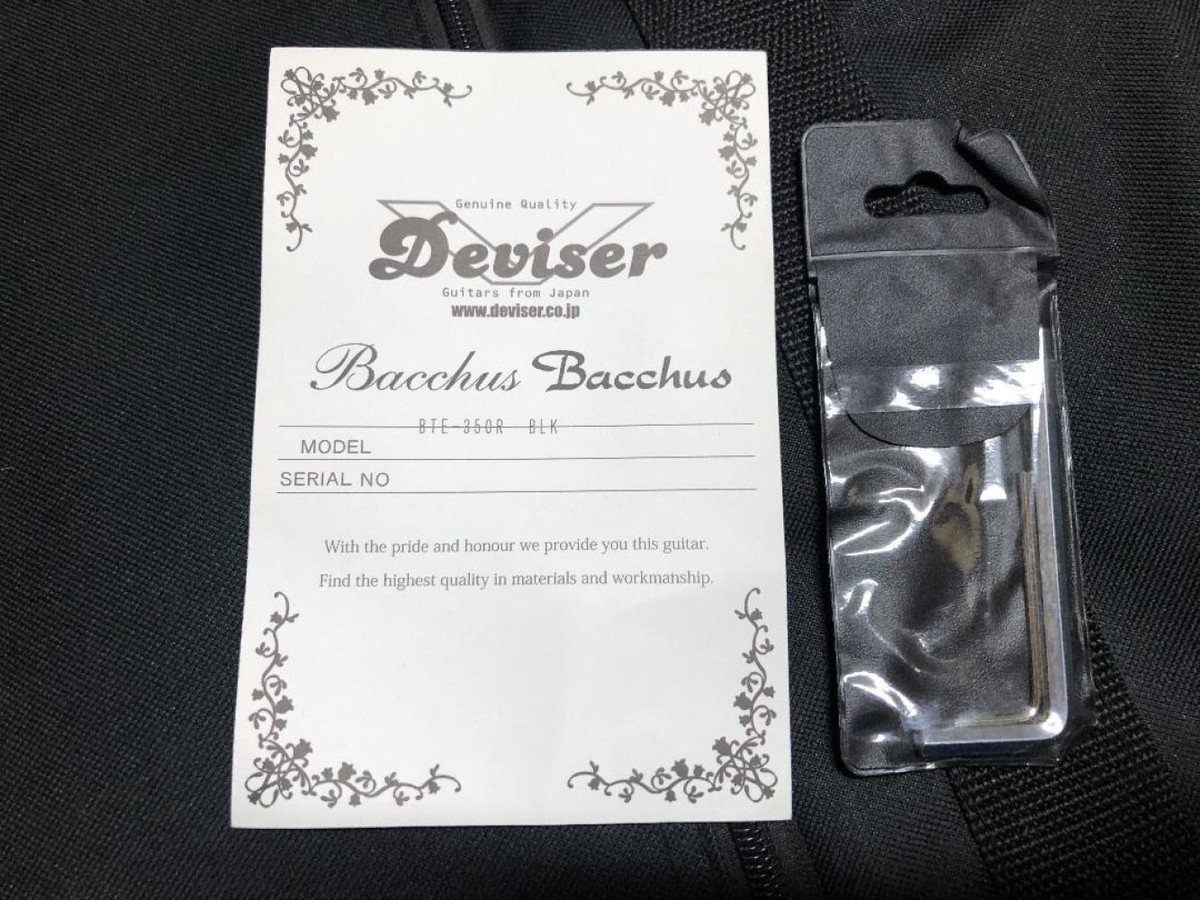 Genuine Quality
Deviser
Guitars from Japan
www.deviser.co.jp
Bacchus Bacchus
BTE-350R BLK
MODEL
SERIAL NO
With the pride and honour we provide you this guitar.
Find the highest quality in materials and workmanship.